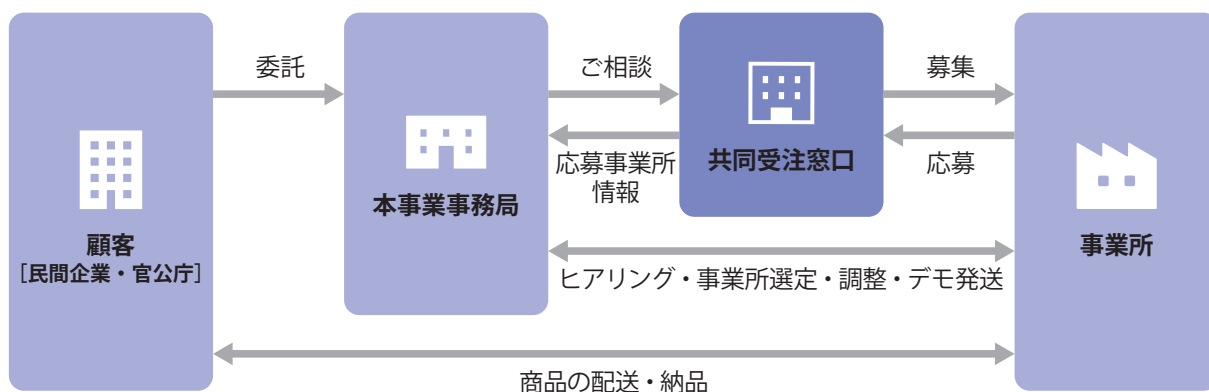 委託
ご相談
募集
応募事業所
情報
応募
顧客
［民間企業・官公庁］
本事業事務局
共同受注窓口
事業所
ヒアリング・事業所選定・調整・デモ発送
商品の配送・納品